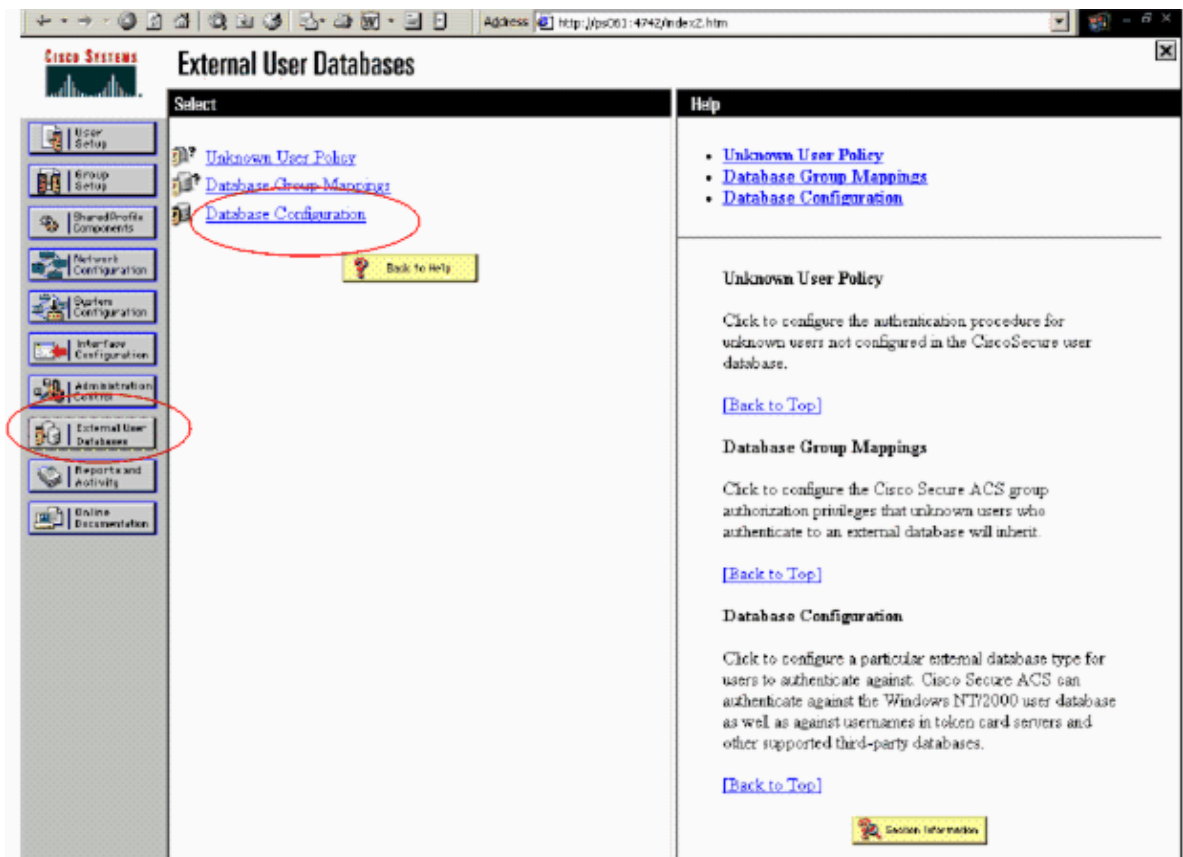 Address http://ps061:4742/index2.htm
CISCO SYSTEMS
External User Databases
Select
User Setup
Group Setup
Shared Profile Components
Network Configuration
System Configuration
Interface Configuration
Administration Control
External User Databases
Reports and Activity
Online Documentation
Unknown User Policy
Database Group Mappings
Database Configuration
Back to Help
Help
• Unknown User Policy
• Database Group Mappings
• Database Configuration
Unknown User Policy
Click to configure the authentication procedure for
unknown users not configured in the CiscoSecure user
database.
[Back to Top]
Database Group Mappings
Click to configure the Cisco Secure ACS group
authorization privileges that unknown users who
authenticate to an external database will inherit.
[Back to Top]
Database Configuration
Click to configure a particular external database type for
users to authenticate against. Cisco Secure ACS can
authenticate against the Windows NT/2000 user database
as well as against usernames in token card servers and
other supported third-party databases.
[Back to Top]
Section Information